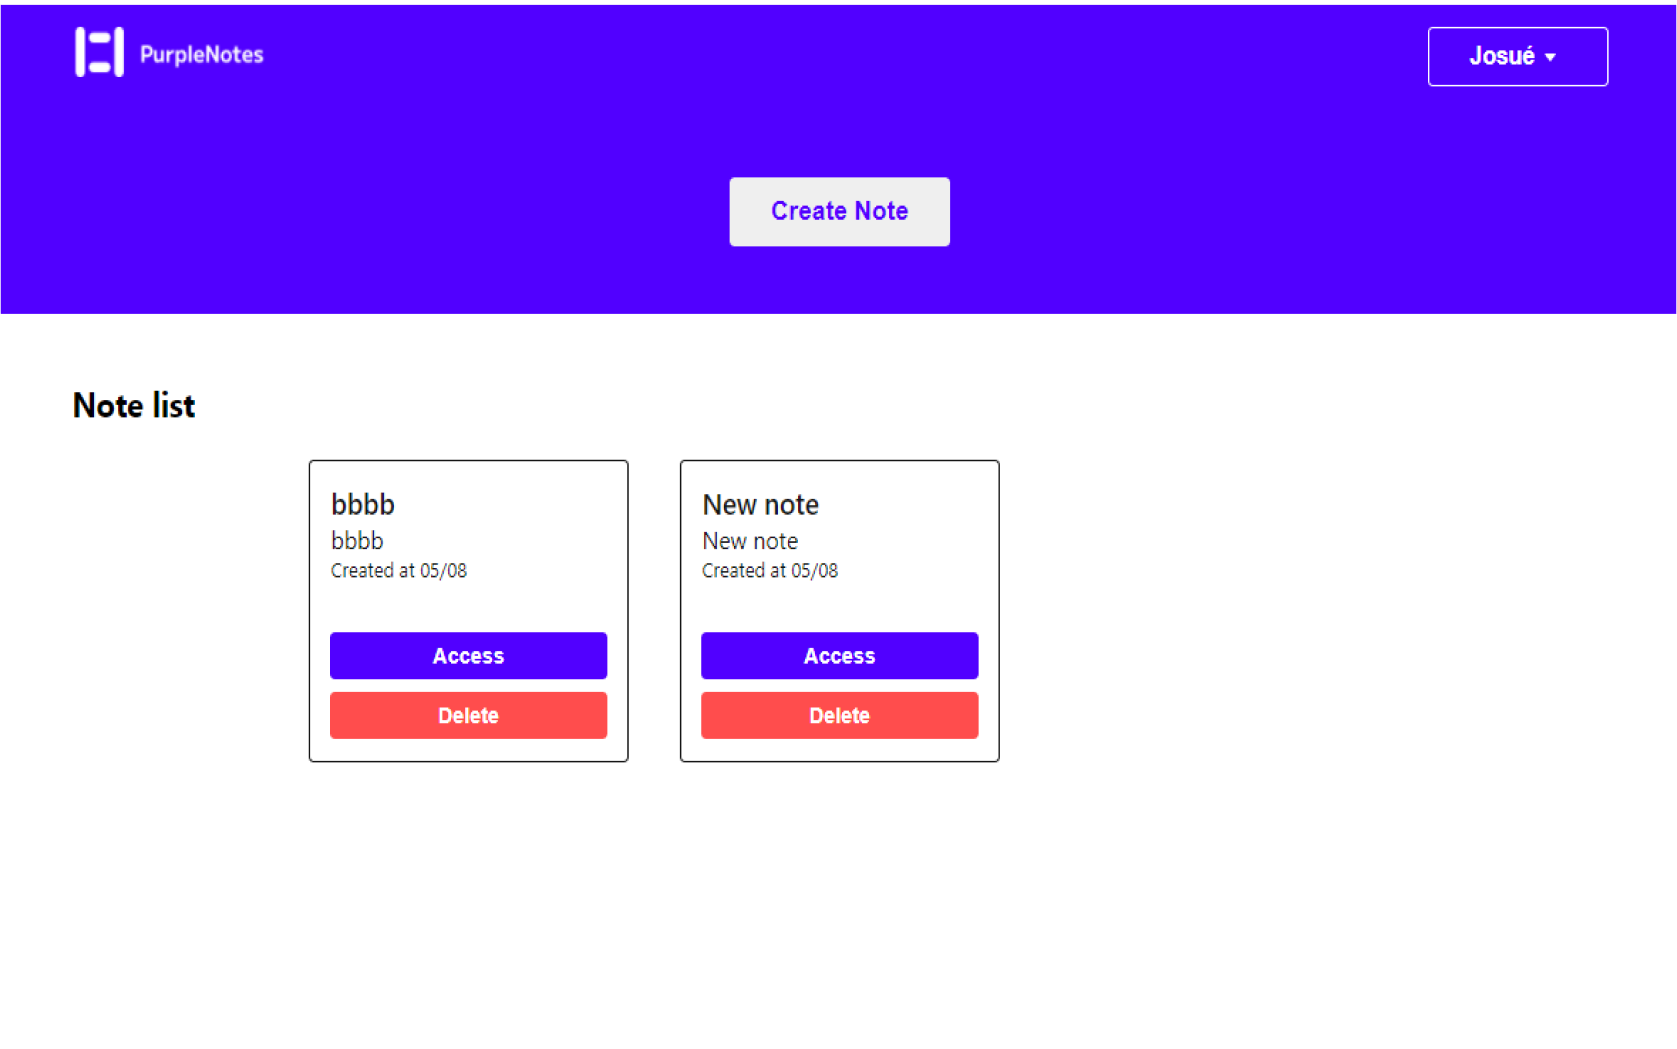 PurpleNotes
Josué
Create Note
Note list
bbbb
bbbb
Created at 05/08
Access
Delete
New note
New note
Created at 05/08
Access
Delete